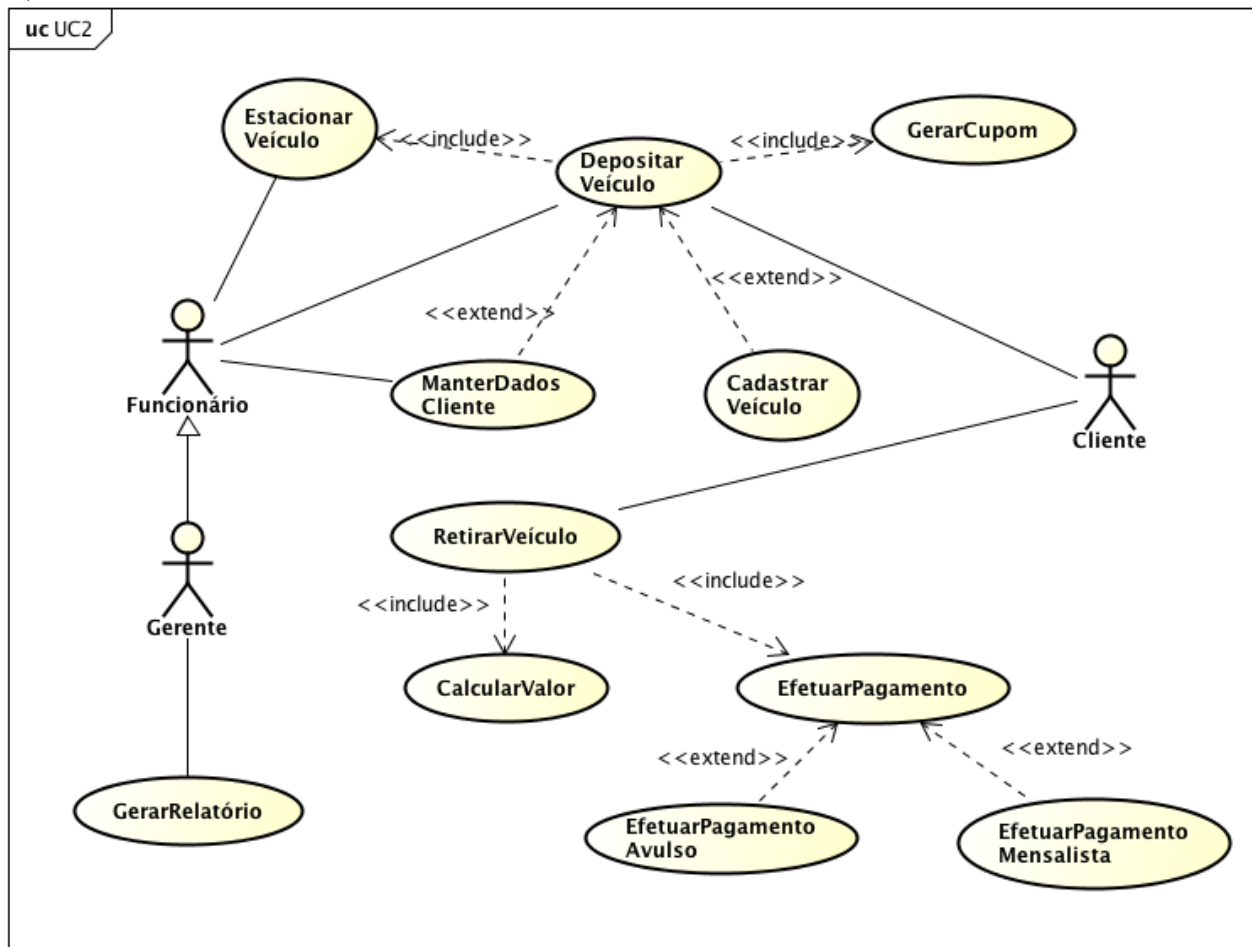 uc UC2
Estacionar
Veículo
<<include>>
Depositar
Veículo
<<include>>
GerarCupom
<<extend>>
<<extend>>
Funcionário
ManterDados
Cliente
Cadastrar
Veículo
Cliente
RetirarVeículo
<<include>>
<<include>>
Gerente
CalcularValor
EfetuarPagamento
<<extend>>
<<extend>>
GerarRelatório
EfetuarPagamento
Avulso
EfetuarPagamento
Mensalista